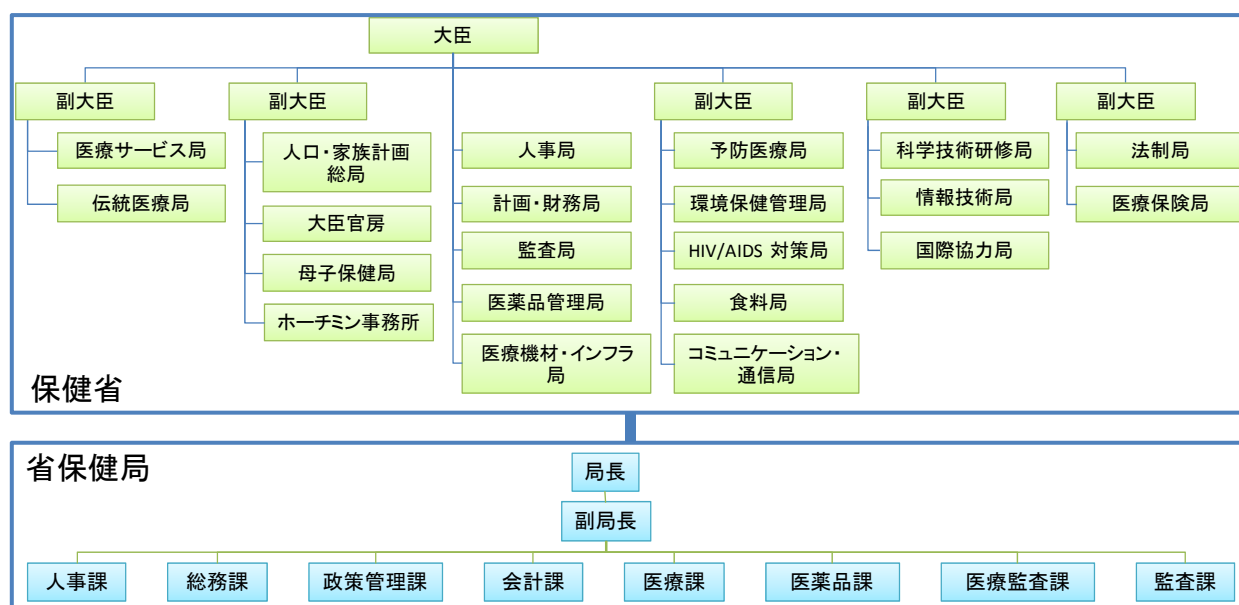 大臣
副大臣
医療サービス局
伝統医療局
副大臣
人口・家族計画
総局
大臣官房
母子保健局
ホーチミン事務所
人事局
計画・財務局
監査局
医薬品管理局
医療機材・インフラ
局
副大臣
予防医療局
環境保健管理局
HIV/AIDS 対策局
食料局
コミュニケーション・
通信局
副大臣
科学技術研修局
情報技術局
国際協力局
副大臣
法制局
医療保険局
保健省
省保健局
局長
副局長
人事課
総務課
政策管理課
会計課
医療課
医薬品課
医療監査課
監査課